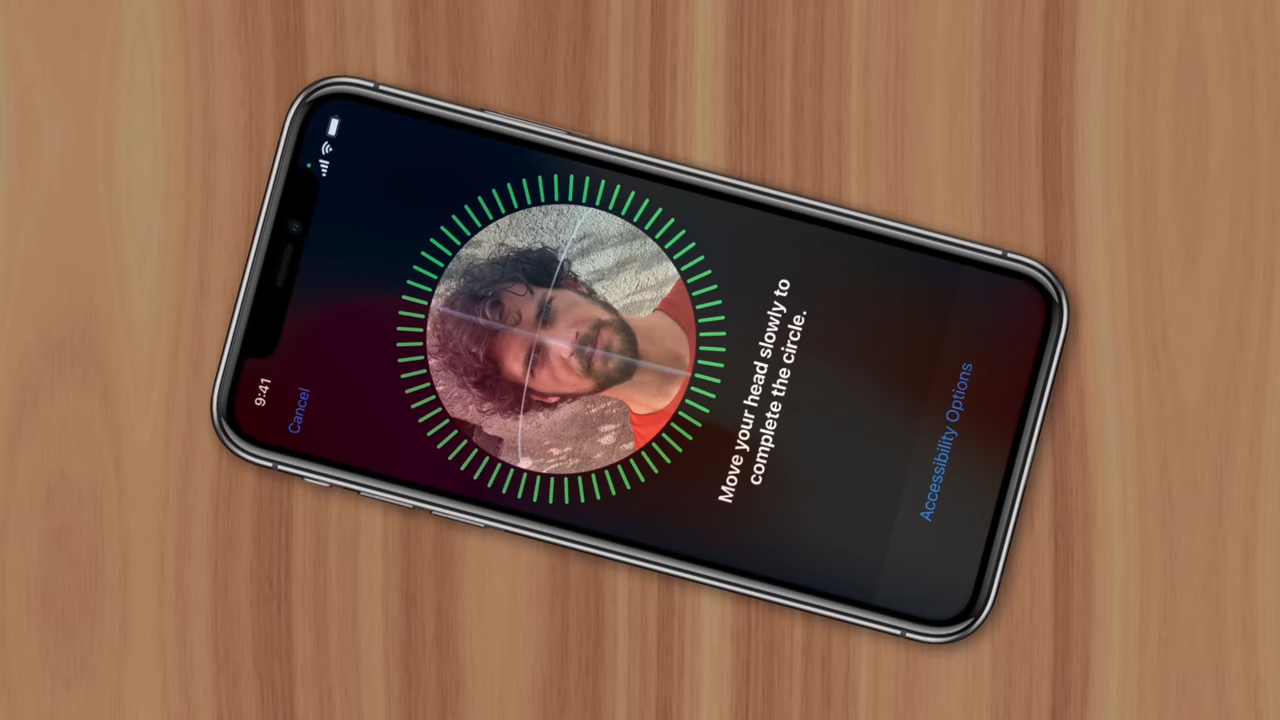 9:41
Cancel
Move your head slowly to
complete the circle.
Accessibility Options